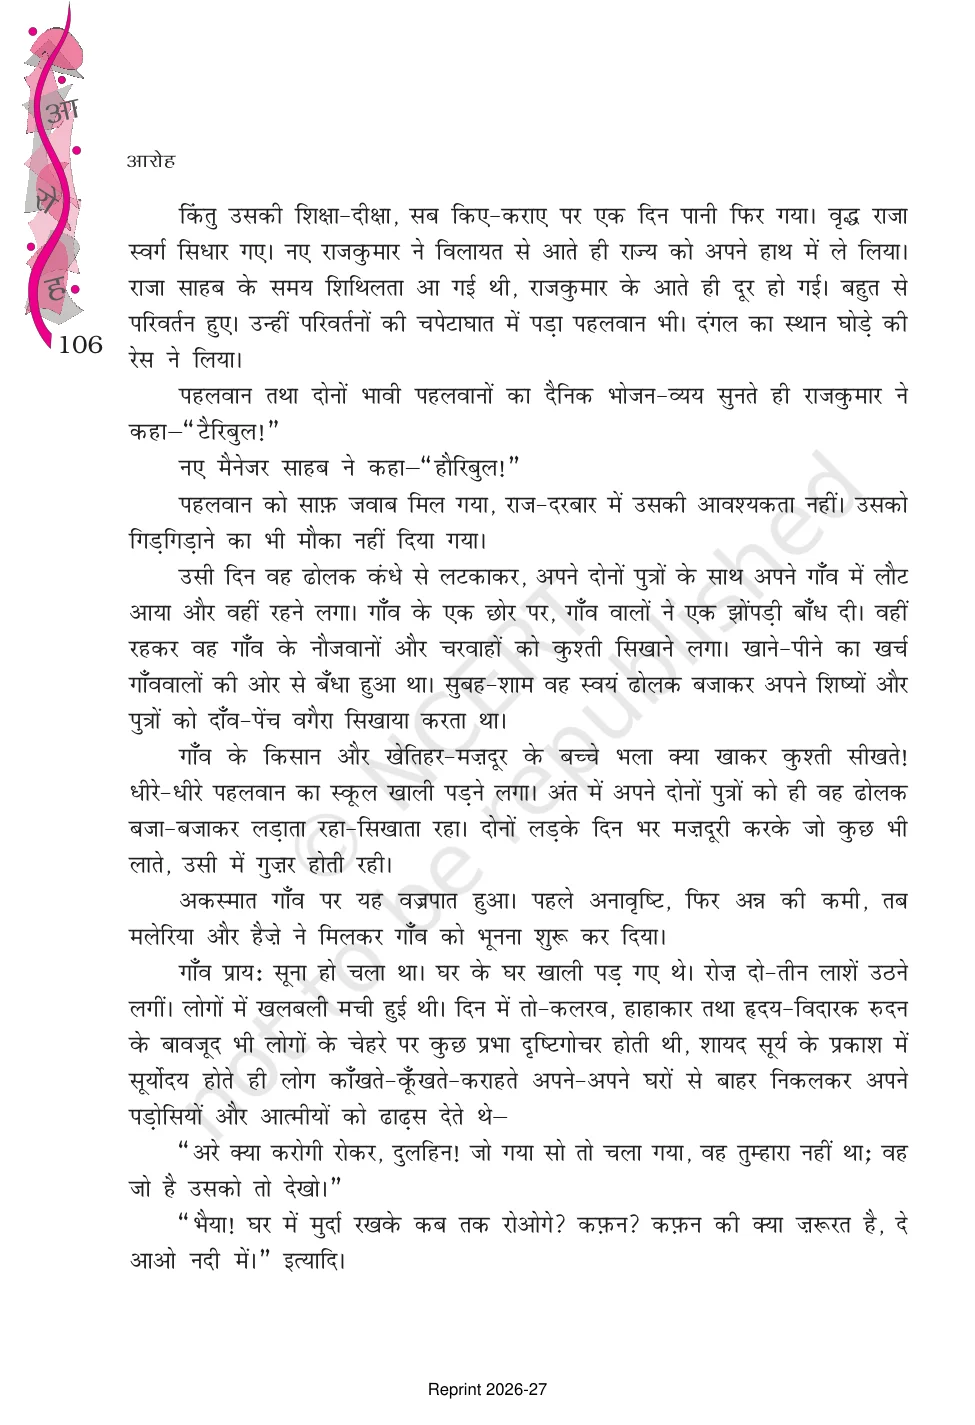 आ
रो
ह
106
आरोह
किंतु उसकी शिक्षा-दीक्षा, सब किए-कराए पर एक दिन पानी फिर गया। वृद्ध राजा
स्वर्ग सिधार गए। नए राजकुमार ने विलायत से आते ही राज्य को अपने हाथ में ले लिया।
राजा साहब के समय शिथिलता आ गई थी, राजकुमार के आते ही दूर हो गई। बहुत से
परिवर्तन हुए। उन्हीं परिवर्तनों की चपेटाघात में पड़ा पहलवान भी। दंगल का स्थान घोड़े की
रेस ने लिया।
पहलवान तथा दोनों भावी पहलवानों का दैनिक भोजन-व्यय सुनते ही राजकुमार ने
कहा–“टैरिबुल!”
नए मैनेजर साहब ने कहा–“हौरिबुल!”
पहलवान को साफ़ जवाब मिल गया, राज-दरबार में उसकी आवश्यकता नहीं। उसको
गिड़गिड़ाने का भी मौका नहीं दिया गया।
उसी दिन वह ढोलक कंधे से लटकाकर, अपने दोनों पुत्रों के साथ अपने गाँव में लौट
आया और वहीं रहने लगा। गाँव के एक छोर पर, गाँव वालों ने एक झोंपड़ी बाँध दी। वहीं
रहकर वह गाँव के नौजवानों और चरवाहों को कुश्ती सिखाने लगा। खाने-पीने का खर्च
गाँववालों की ओर से बँधा हुआ था। सुबह-शाम वह स्वयं ढोलक बजाकर अपने शिष्यों और
पुत्रों को दाँव-पेंच वगैरा सिखाया करता था।
गाँव के किसान और खेतिहर-मज़दूर के बच्चे भला क्या खाकर कुश्ती सीखते!
धीरे-धीरे पहलवान का स्कूल खाली पड़ने लगा। अंत में अपने दोनों पुत्रों को ही वह ढोलक
बजा-बजाकर लड़ाता रहा-सिखाता रहा। दोनों लड़के दिन भर मज़दूरी करके जो कुछ भी
लाते, उसी में गुज़र होती रही।
अकस्मात गाँव पर यह वज्रपात हुआ। पहले अनावृष्टि, फिर अन्न की कमी, तब
मलेरिया और हैज़े ने मिलकर गाँव को भूनना शुरू कर दिया।
गाँव प्राय: सूना हो चला था। घर के घर खाली पड़ गए थे। रोज़ दो-तीन लाशें उठने
लगीं। लोगों में खलबली मची हुई थी। दिन में तो-कलरव, हाहाकार तथा हृदय-विदारक रुदन
के बावजूद भी लोगों के चेहरे पर कुछ प्रभा दृष्टिगोचर होती थी, शायद सूर्य के प्रकाश में
सूर्योदय होते ही लोग काँखते-कूँखते-कराहते अपने-अपने घरों से बाहर निकलकर अपने
पड़ोसियों और आत्मीयों को ढाढ़स देते थे–
“अरे क्या करोगी रोकर, दुलहिन! जो गया सो तो चला गया, वह तुम्हारा नहीं था; वह
जो है उसको तो देखो।”
“भैया! घर में मुर्दा रखके कब तक रोओगे? कफ़न? कफ़न की क्या ज़रूरत है, दे
आओ नदी में।” इत्यादि।
© NCERT
not to be republished
Reprint 2026-27